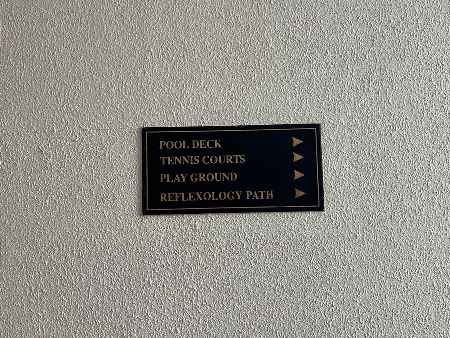 POOL DECK
TENNIS COURTS
PLAY GROUND
REFLEXOLOGY PATH